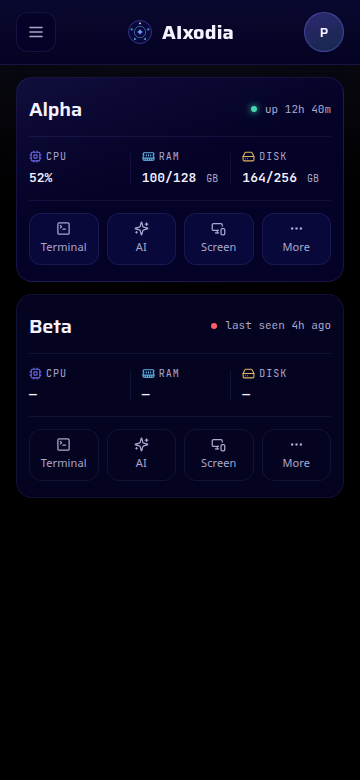 AIxodia
P
Alpha
up 12h 40m
CPU
RAM
DISK
52%
100/128 GB
164/256 GB
Terminal
AI
Screen
More
Beta
last seen 4h ago
CPU
RAM
DISK
—
—
—
Terminal
AI
Screen
More